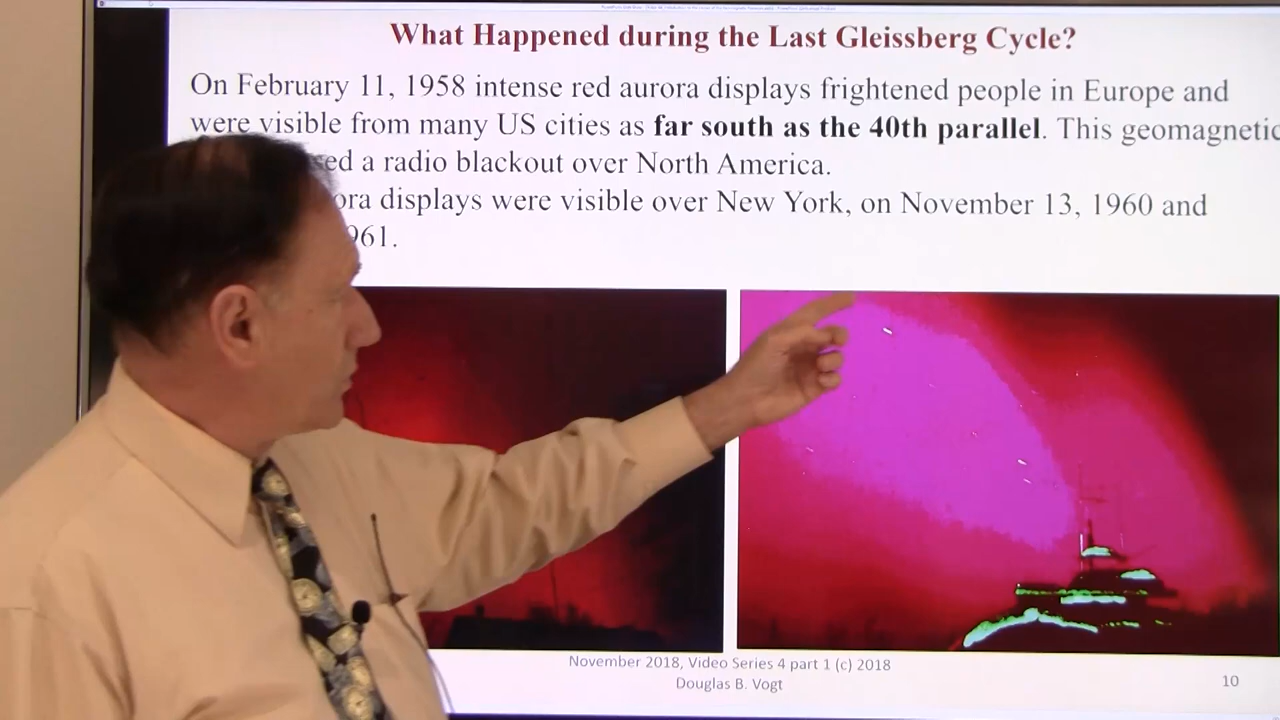 What Happened during the Last Gleissberg Cycle?
On February 11, 1958 intense red aurora displays frightened people in Europe and
were visible from many US cities as far south as the 40th parallel. This geomagnetic
a radio blackout over North America.
displays were visible over New York, on November 13, 1960 and
November 2018, Video Series 4 part 1 (c) 2018
Douglas B. Vogt
10